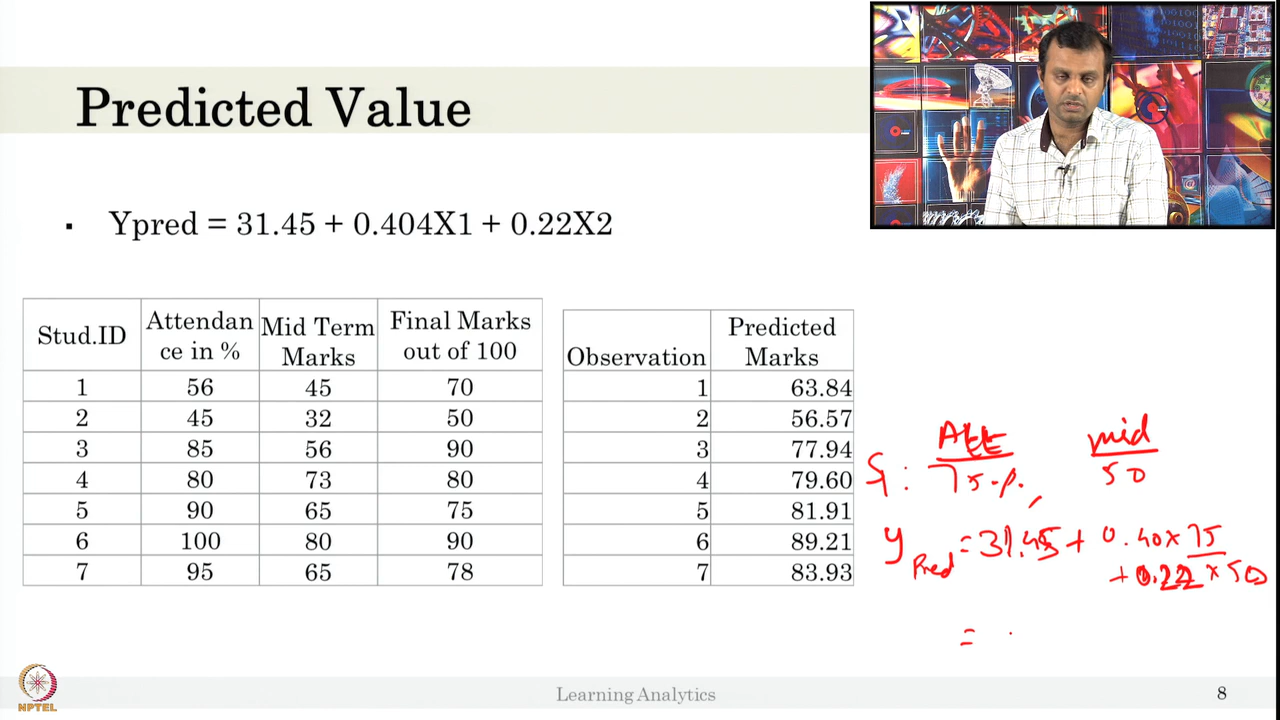 Predicted Value
▪ Ypred = 31.45 + 0.404X1 + 0.22X2
Stud.ID Attendan ce in % Mid Term Marks Final Marks out of 100
1 56 45 70
2 45 32 50
3 85 56 90
4 80 73 80
5 90 65 75
6 100 80 90
7 95 65 78
Observation Predicted Marks
1 63.84
2 56.57
3 77.94
4 79.60
5 81.91
6 89.21
7 83.93
Att mid
S1: 75 50
y Pred = 31.45 + 0.40 x 75
+ 0.22 x 50
=
NPTEL
Learning Analytics
8